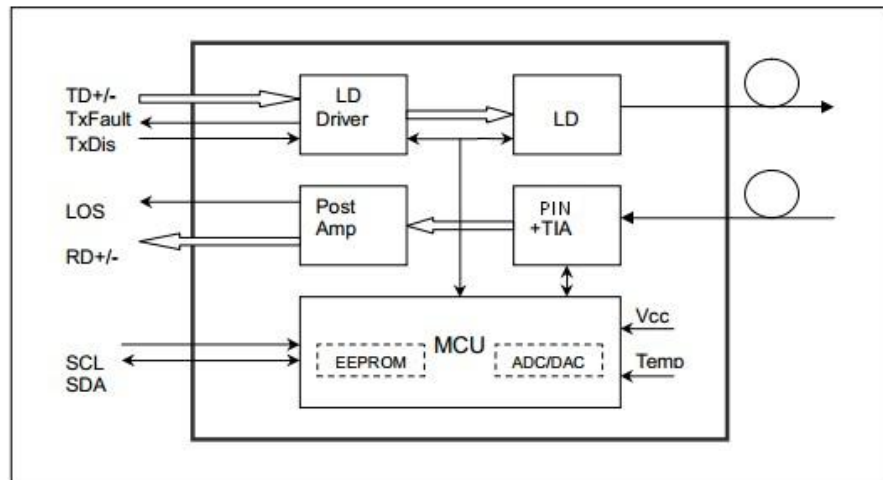 TD+/-
TxFault
TxDis
LD
Driver
LD
LOS
RD+/-
Post
Amp
PIN
+TIA
SCL
SDA
MCU
EEPROM
ADC/DAC
Vcc
Temp